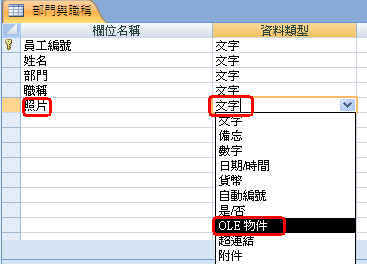 部門與職稱
欄位名稱 資料類型
員工編號 文字
姓名 文字
部門 文字
職稱 文字
照片 文字
文字
備忘
數字
日期/時間
貨幣
自動編號
是/否
OLE 物件
超連結
附件